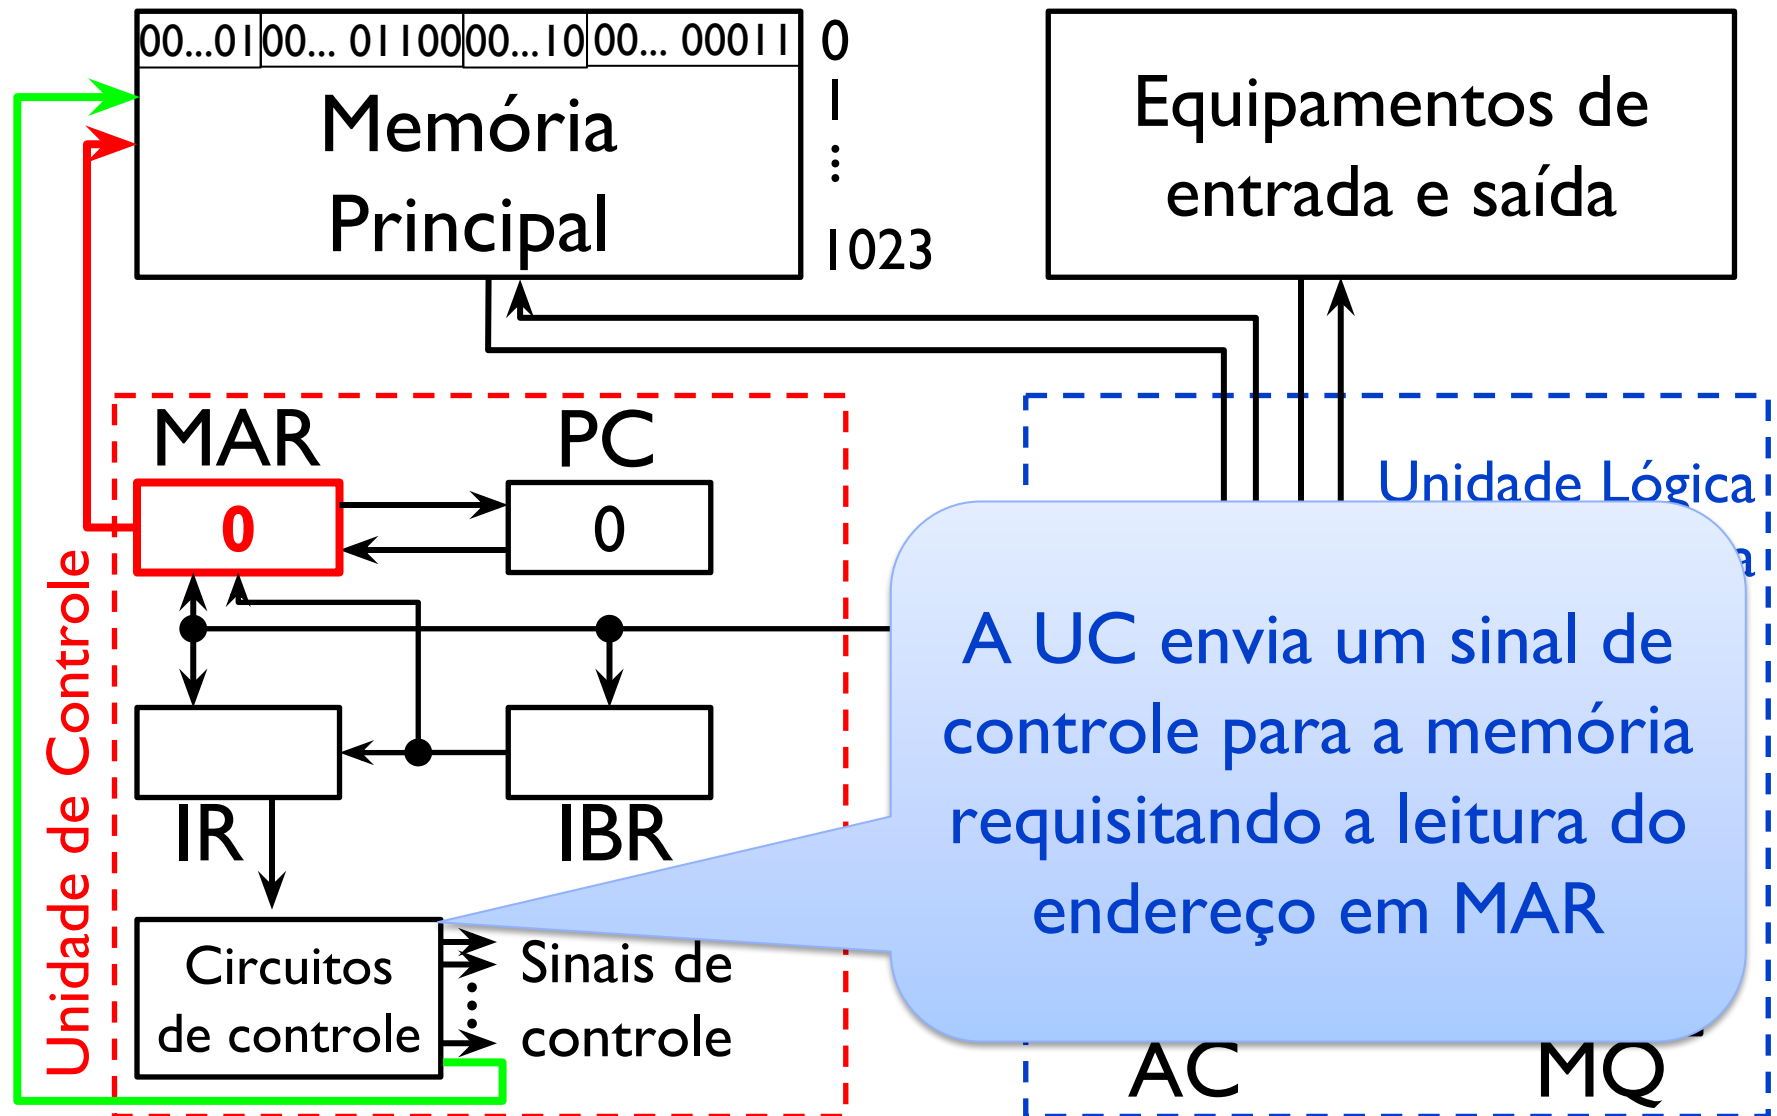 00...01 00... 01100 00...10 00... 00011 0
1
Memória
Principal
1023
Equipamentos de
entrada e saída
MAR
PC
0
0
Unidade Lógica
a
Unidade de Controle
IR
IBR
Circuitos
de controle
Sinais de
controle
A UC envia um sinal de
controle para a memória
requisitando a leitura do
endereço em MAR
AC
MQ